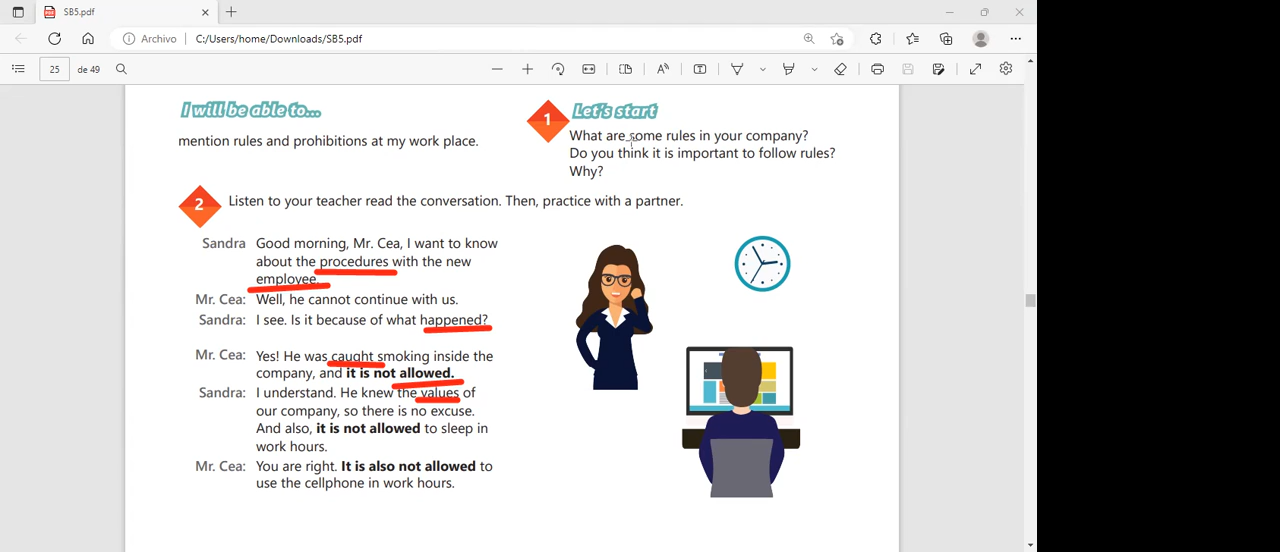 SB5.pdf
Archivo C:/Users/home/Downloads/SB5.pdf
25 de 49
I will be able to...
mention rules and prohibitions at my work place.
1 Let's start
What are some rules in your company?
Do you think it is important to follow rules?
Why?
2 Listen to your teacher read the conversation. Then, practice with a partner.
Sandra Good morning, Mr. Cea, I want to know
about the procedures with the new
employee.
Mr. Cea: Well, he cannot continue with us.
Sandra: I see. Is it because of what happened?
Mr. Cea: Yes! He was caught smoking inside the
company, and it is not allowed.
Sandra: I understand. He knew the values of
our company, so there is no excuse.
And also, it is not allowed to sleep in
work hours.
Mr. Cea: You are right. It is also not allowed to
use the cellphone in work hours.